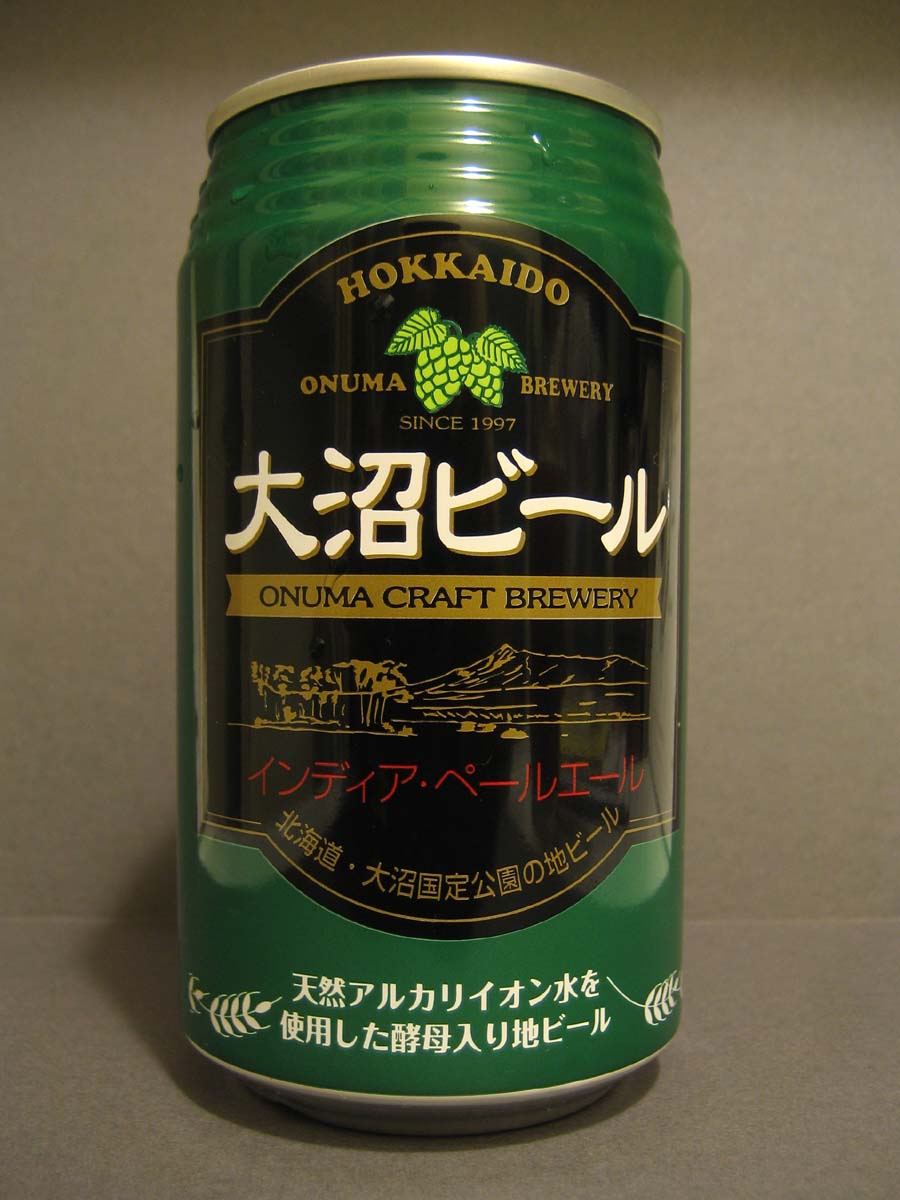 HOKKAIDO
ONUMA BREWERY
SINCE 1997
大沼ビール
ONUMA CRAFT BREWERY
インディア・ペールエール
北海道・大沼国定公園の地ビール
天然アルカリイオン水を
使用した酵母入り地ビール